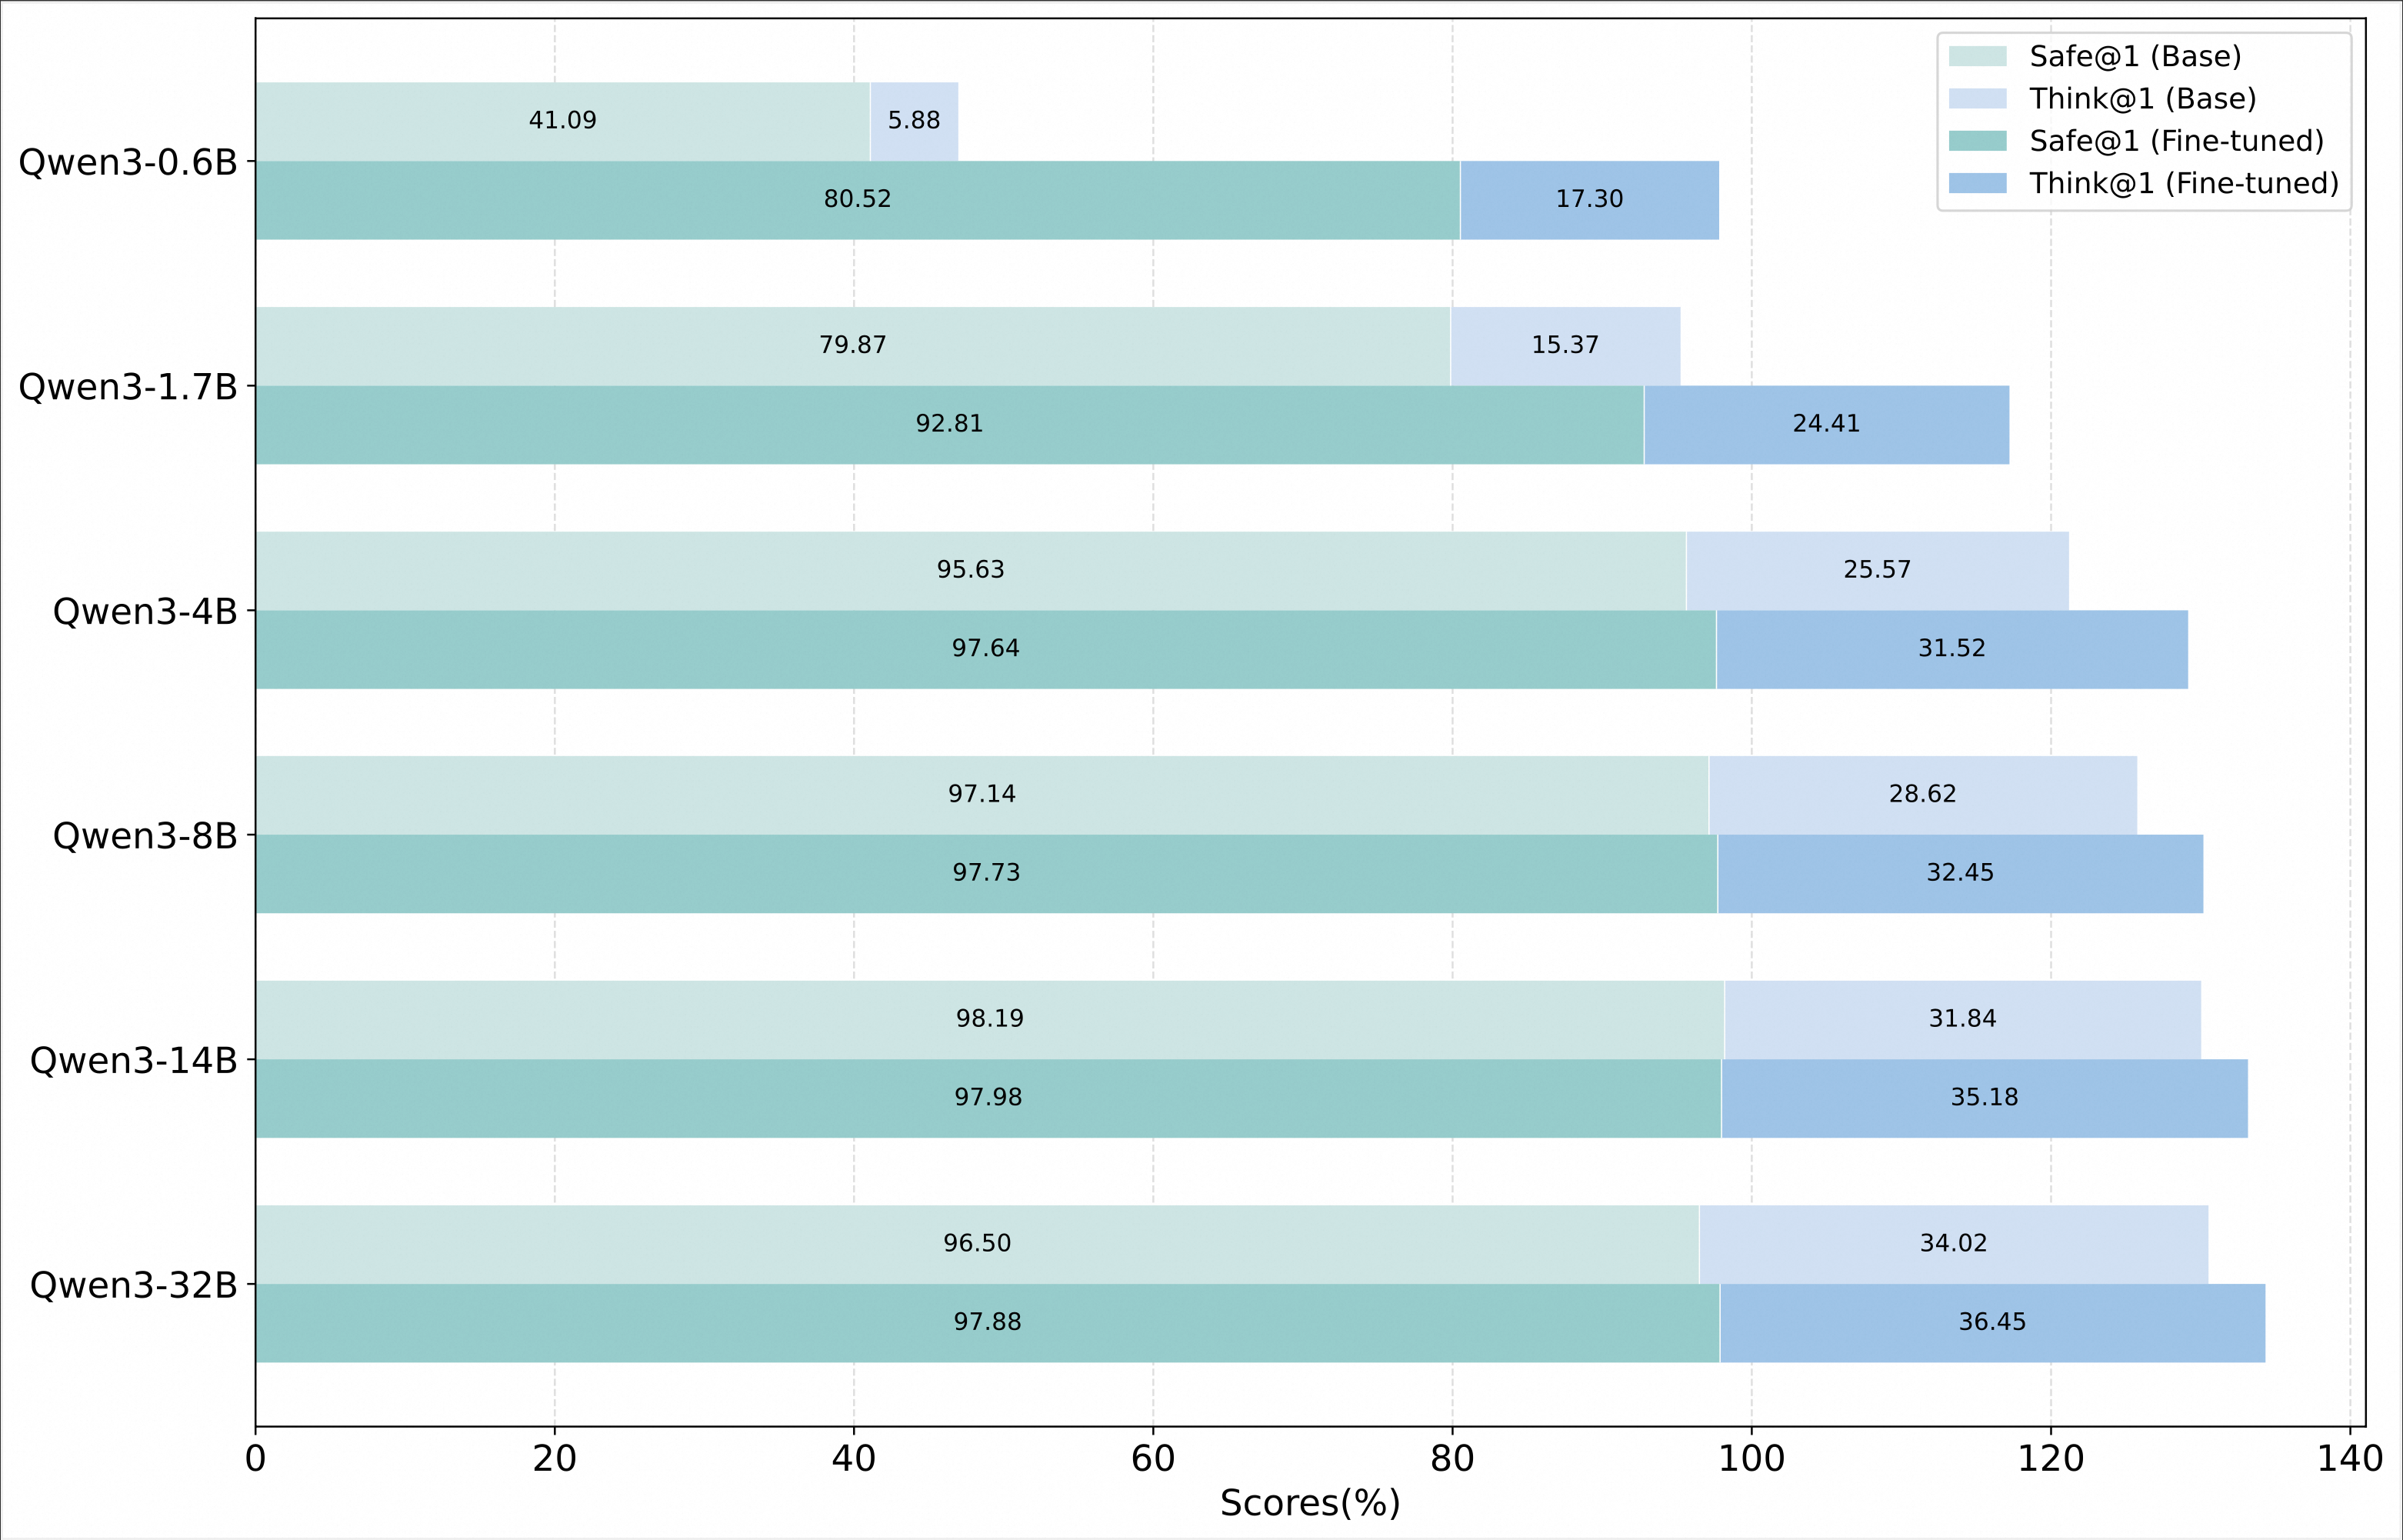 Safe@1 (Base)
Think@1 (Base)
Safe@1 (Fine-tuned)
Think@1 (Fine-tuned)
41.09 5.88
Qwen3-0.6B
80.52 17.30
79.87 15.37
Qwen3-1.7B
92.81 24.41
95.63 25.57
Qwen3-4B
97.64 31.52
97.14 28.62
Qwen3-8B
97.73 32.45
98.19 31.84
Qwen3-14B
97.98 35.18
96.50 34.02
Qwen3-32B
97.88 36.45
0 20 40 60 80 100 120 140
Scores(%)